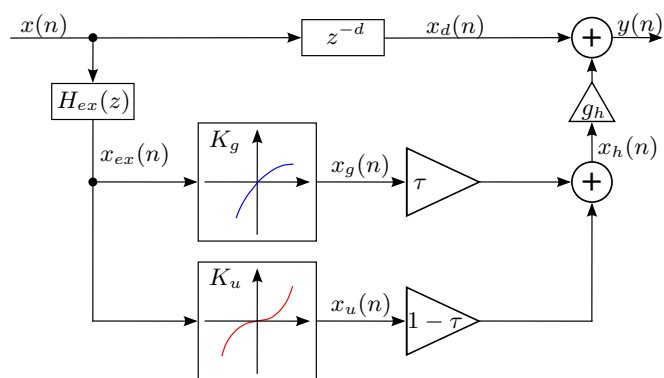 x(n)
z^{-d}
x_d(n)
+
y(n)
H_{ex}(z)
g_h
x_{ex}(n)
K_g
x_g(n)
τ
x_h(n)
+
K_u
x_u(n)
1 − τ